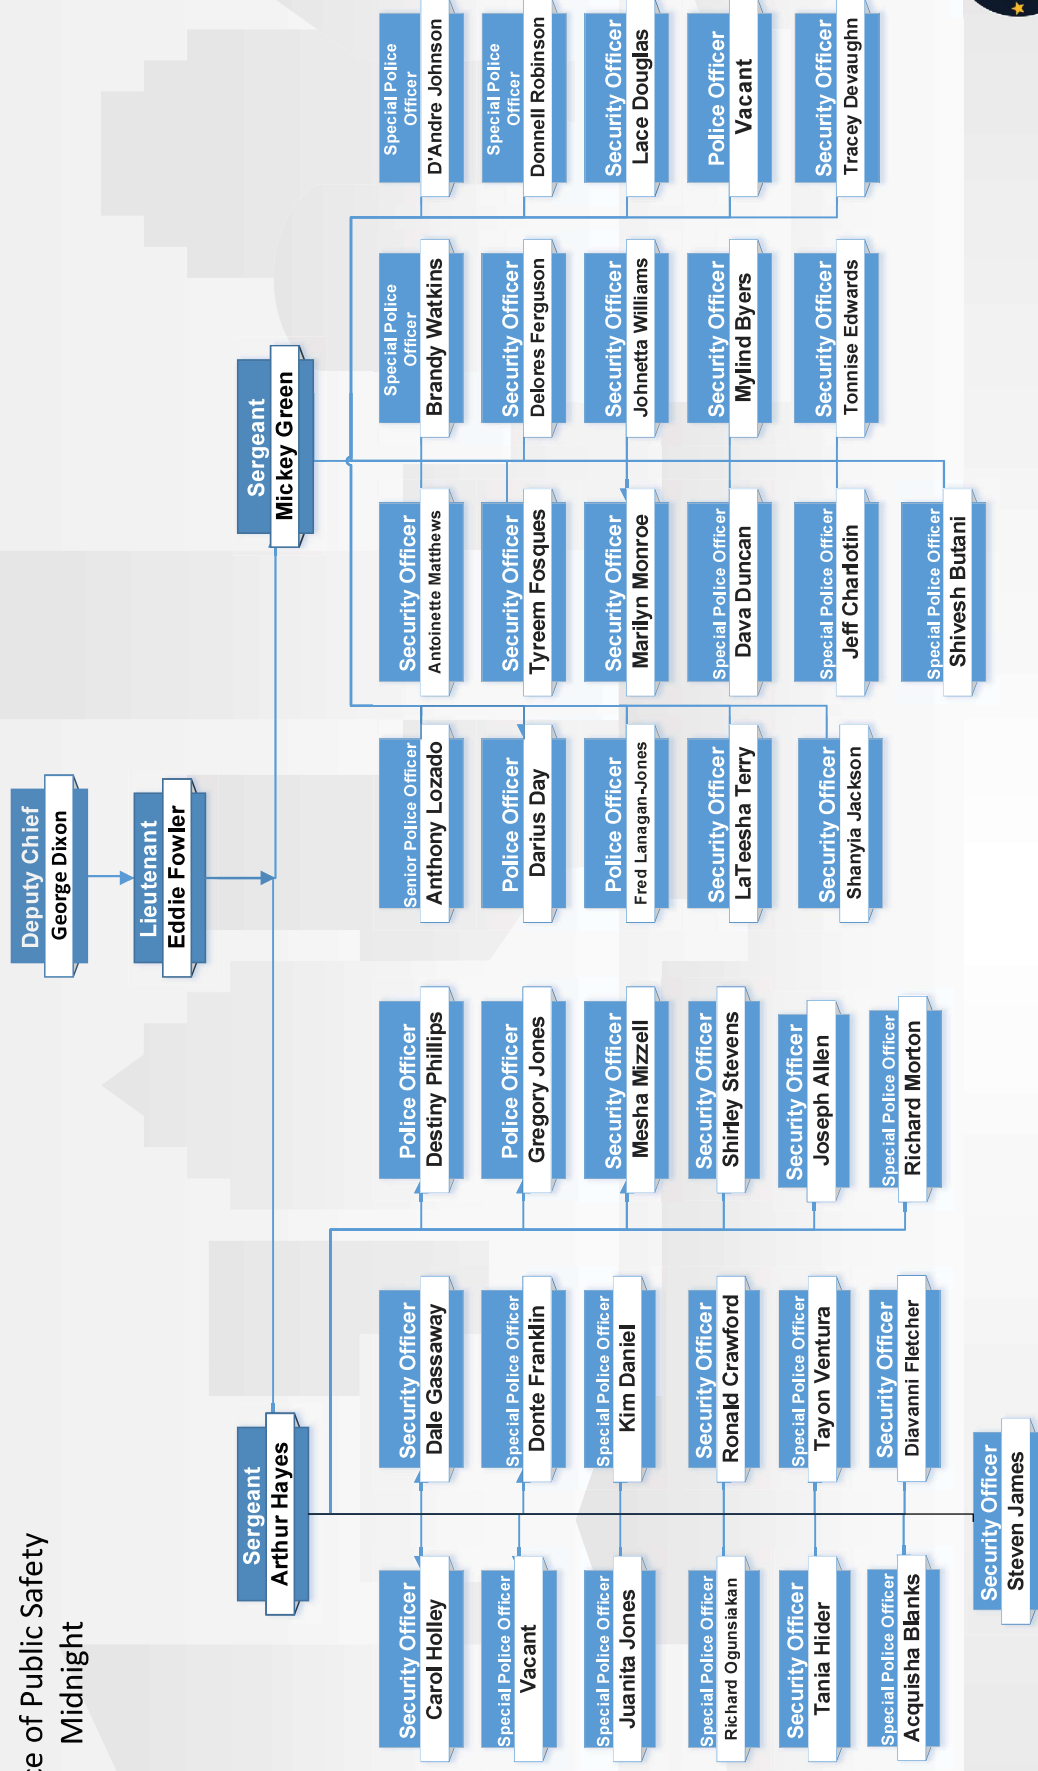 ce of Public Safety
Midnight
Deputy Chief
George Dixon
Lieutenant
Eddie Fowler
Sergeant
Arthur Hayes
Sergeant
Mickey Green
Security Officer
Carol Holley
Special Police Officer
Vacant
Special Police Officer
Juanita Jones
Special Police Officer
Richard Ogunsiakan
Security Officer
Tania Hider
Special Police Officer
Acquisha Blanks
Security Officer
Dale Gassaway
Special Police Officer
Donte Franklin
Special Police Officer
Kim Daniel
Security Officer
Ronald Crawford
Special Police Officer
Tayon Ventura
Security Officer
Diavanni Fletcher
Security Officer
Steven James
Police Officer
Destiny Phillips
Police Officer
Gregory Jones
Security Officer
Mesha Mizzell
Security Officer
Shirley Stevens
Security Officer
Joseph Allen
Special Police Officer
Richard Morton
Senior Police Officer
Anthony Lozado
Police Officer
Darius Day
Police Officer
Fred Lanagan-Jones
Security Officer
LaTeesha Terry
Security Officer
Shanyia Jackson
Security Officer
Antoinette Matthews
Security Officer
Tyreem Fosques
Security Officer
Marilyn Monroe
Special Police Officer
Dava Duncan
Special Police Officer
Jeff Charlotin
Special Police Officer
Shivesh Butani
Special Police
Officer
Brandy Watkins
Security Officer
Delores Ferguson
Security Officer
Johnetta Williams
Security Officer
Mylind Byers
Security Officer
Tonnise Edwards
Special Police
Officer
D'Andre Johnson
Special Police
Officer
Donnell Robinson
Security Officer
Lace Douglas
Police Officer
Vacant
Security Officer
Tracey Devaughn